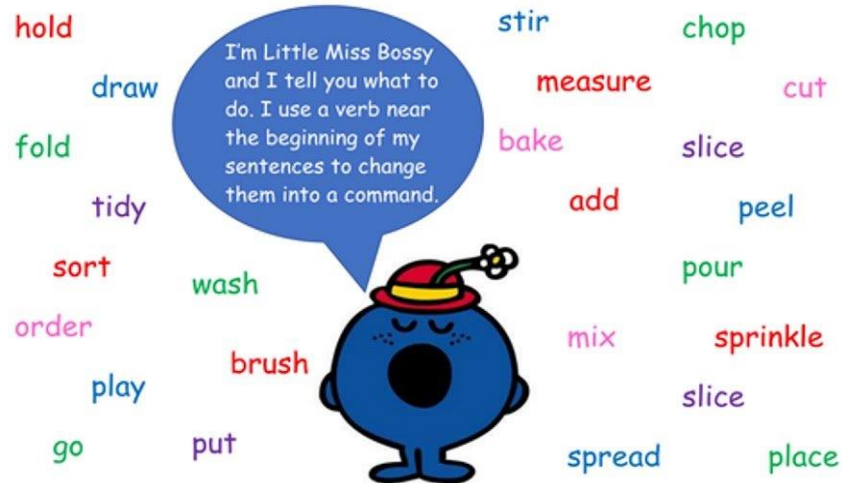 hold
draw
fold
tidy
sort
wash
order
brush
play
go
put
I'm Little Miss Bossy
and I tell you what to
do. I use a verb near
the beginning of my
sentences to change
them into a command.
stir
chop
measure
cut
bake
slice
add
peel
pour
mix
sprinkle
slice
spread
place